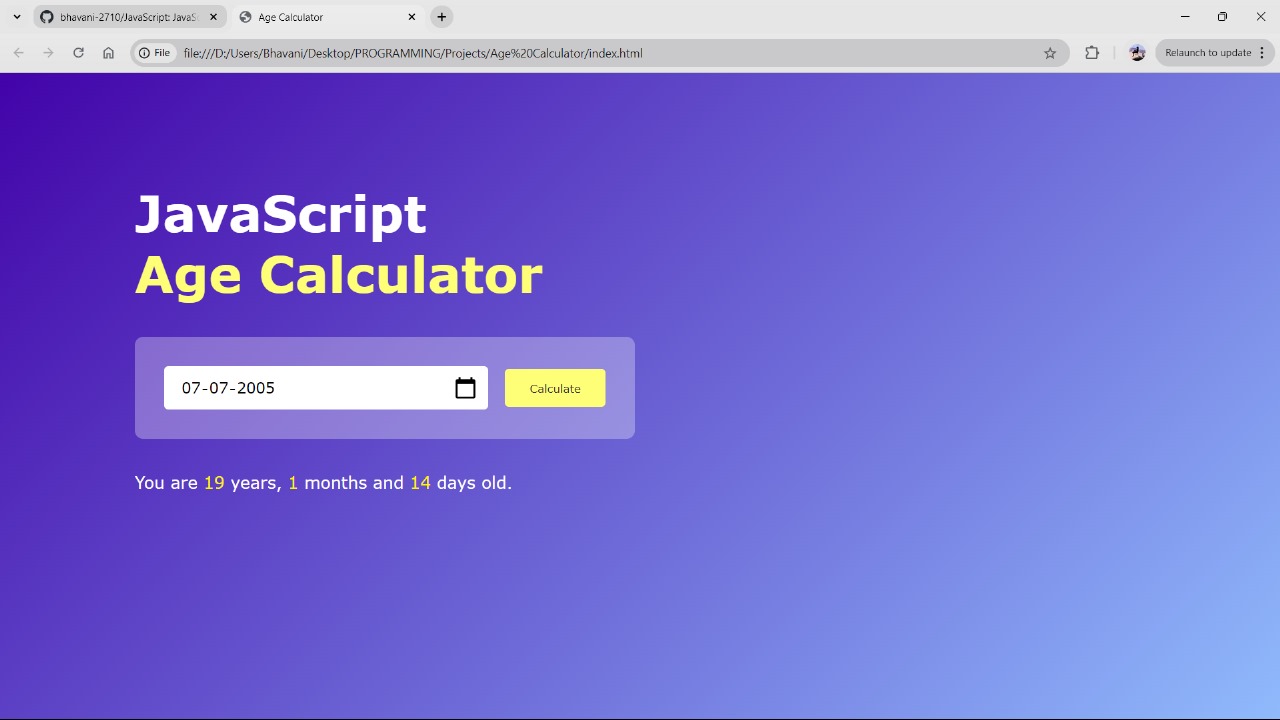 bhavani-2710/JavaScript: JavaS
Age Calculator
File
file:///D:/Users/Bhavani/Desktop/PROGRAMMING/Projects/Age%20Calculator/index.html
Relaunch to update
JavaScript
Age Calculator
07-07-2005
Calculate
You are 19 years, 1 months and 14 days old.